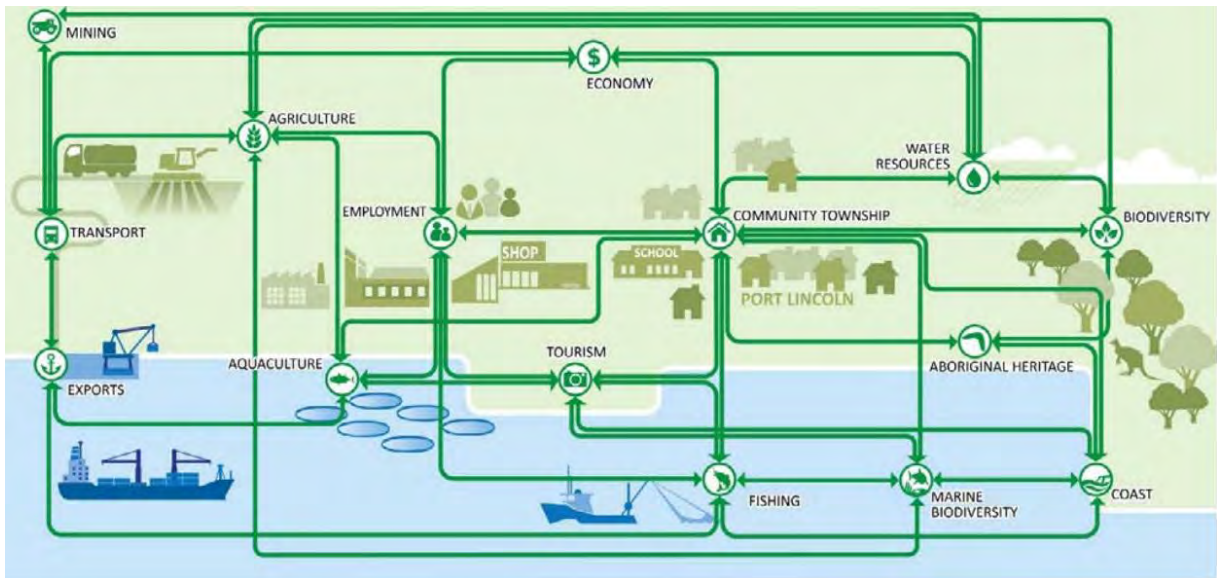 MINING
$
ECONOMY
AGRICULTURE
WATER
RESOURCES
EMPLOYMENT
COMMUNITY TOWNSHIP
BIODIVERSITY
TRANSPORT
SHOP
SCHOOL
PORT LINCOLN
AQUACULTURE
TOURISM
ABORIGINAL HERITAGE
EXPORTS
FISHING
MARINE
BIODIVERSITY
COAST